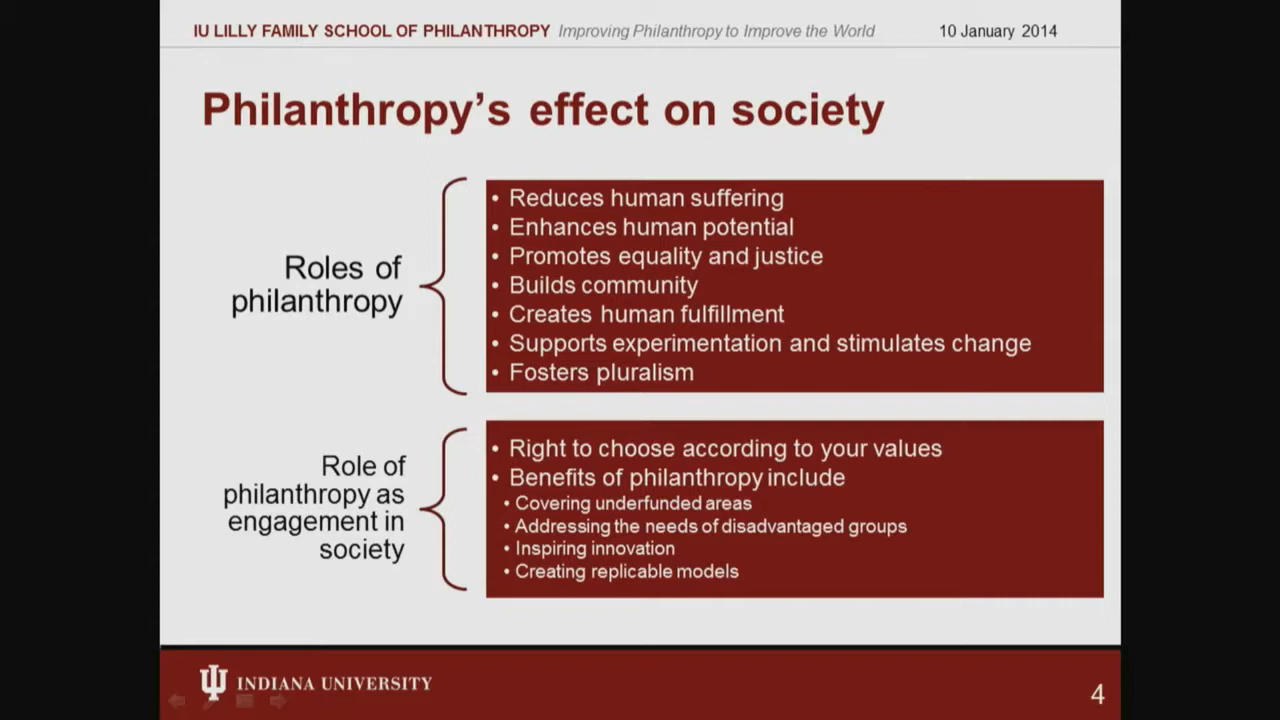 IU LILLY FAMILY SCHOOL OF PHILANTHROPY Improving Philanthropy to Improve the World 10 January 2014
Philanthropy's effect on society
Roles of
philanthropy
• Reduces human suffering
• Enhances human potential
• Promotes equality and justice
• Builds community
• Creates human fulfillment
• Supports experimentation and stimulates change
• Fosters pluralism
Role of
philanthropy as
engagement in
society
• Right to choose according to your values
• Benefits of philanthropy include
• Covering underfunded areas
• Addressing the needs of disadvantaged groups
• Inspiring innovation
• Creating replicable models
INDIANA UNIVERSITY
4